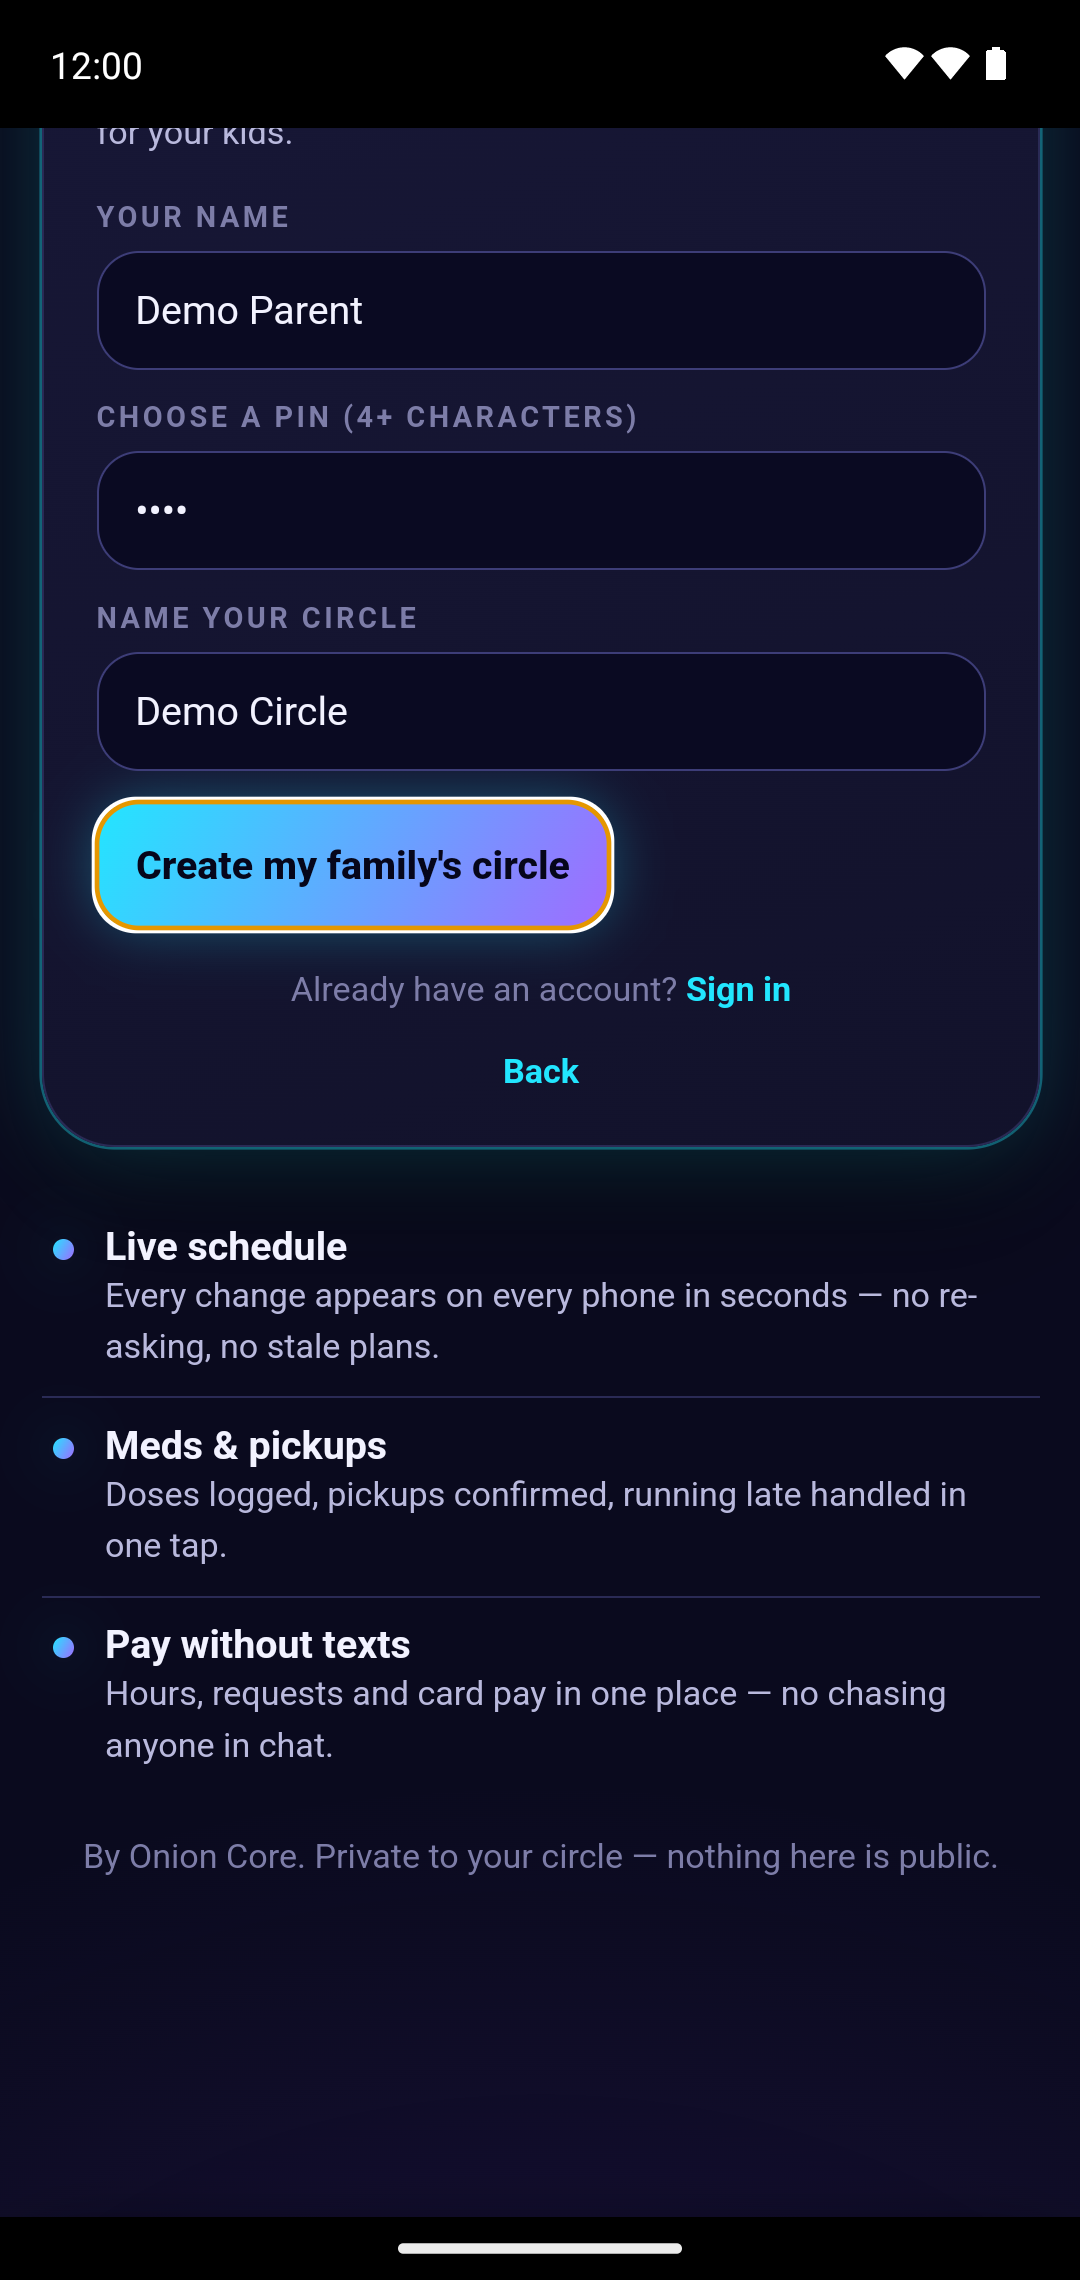 12:00
for your kids.
YOUR NAME
Demo Parent
CHOOSE A PIN (4+ CHARACTERS)
••••
NAME YOUR CIRCLE
Demo Circle
Create my family's circle
Already have an account? Sign in
Back
Live schedule
Every change appears on every phone in seconds — no re-
asking, no stale plans.
Meds & pickups
Doses logged, pickups confirmed, running late handled in
one tap.
Pay without texts
Hours, requests and card pay in one place — no chasing
anyone in chat.
By Onion Core. Private to your circle — nothing here is public.